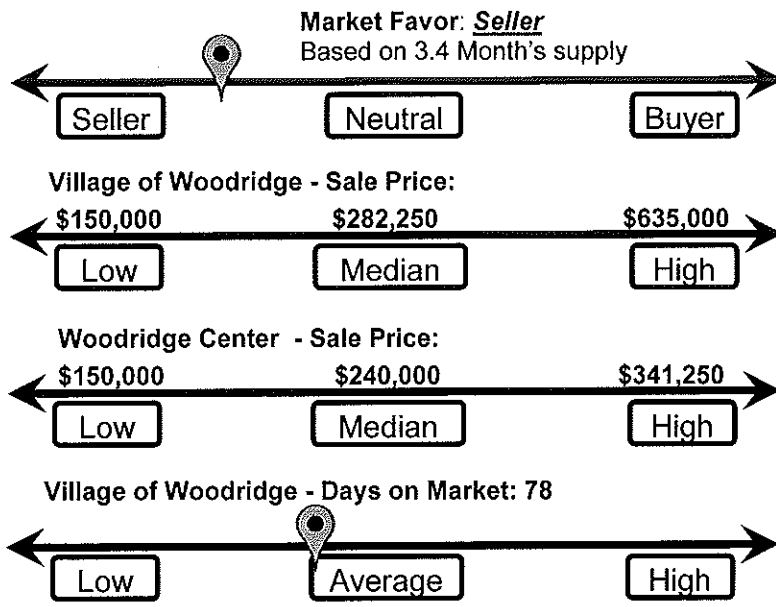 Market Favor: Seller
Based on 3.4 Month's supply
Seller Neutral Buyer
Village of Woodridge - Sale Price:
$150,000 $282,250 $635,000
Low Median High
Woodridge Center - Sale Price:
$150,000 $240,000 $341,250
Low Median High
Village of Woodridge - Days on Market: 78
Low Average High